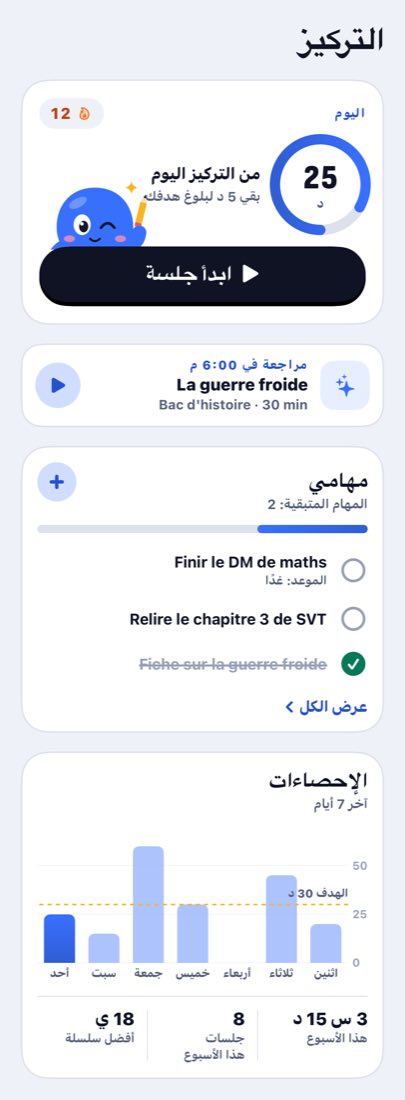 التركيز
اليوم
12
25
د
من التركيز اليوم
بقي 5 د لبلوغ هدفك
ابدأ جلسة
مراجعة في 6:00 م
La guerre froide
Bac d'histoire · 30 min
مهامي
المهام المتبقية: 2
Finir le DM de maths
الموعد: غدًا
Relire le chapitre 3 de SVT
Fiche sur la guerre froide
عرض الكل
الإحصاءات
آخر 7 أيام
50
الهدف 30 د
25
0
اثنين
ثلاثاء
أربعاء
خميس
جمعة
سبت
أحد
3 س 15 د
هذا الأسبوع
8
جلسات
هذا الأسبوع
18 ي
أفضل سلسلة